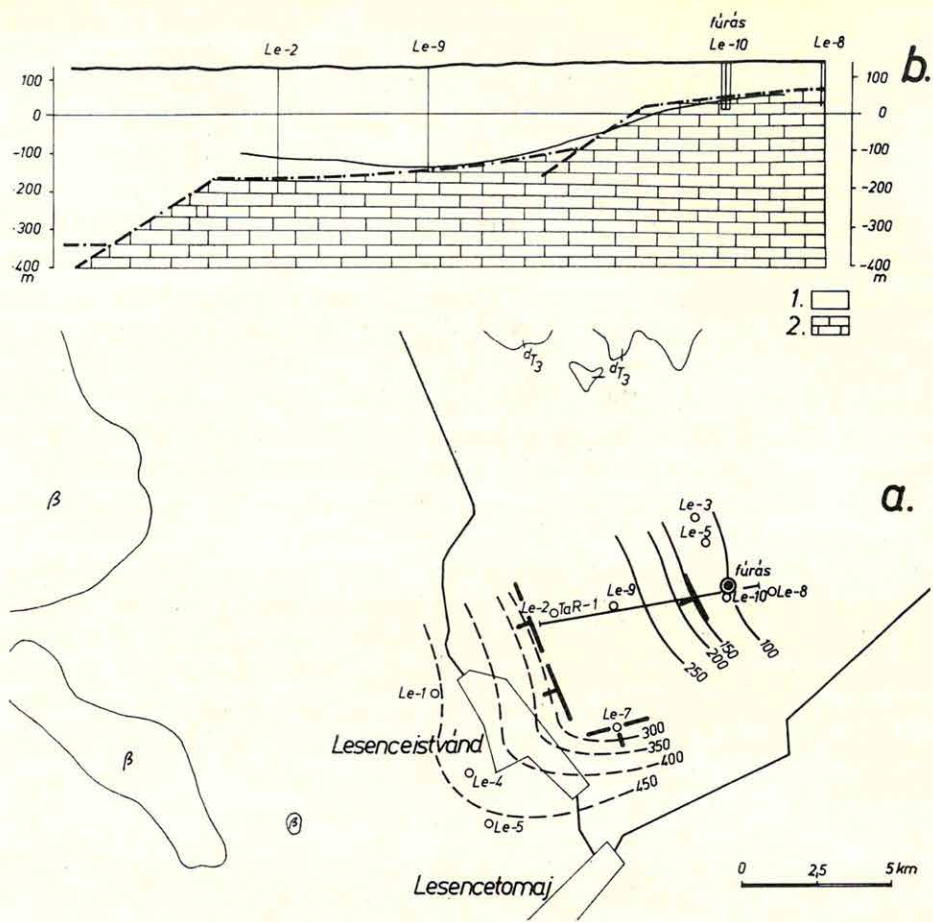 fúrás
Le-2 Le-9 Le-10 Le-8
b.
100 100
0 0
-100 -100
-200 -200
-300 -300
-400 -400
m m
1.
2.
dT3 dT3
β
a.
Le-3
Le-5
fúrás
Le-10 Le-8
Le-9
Le-2 TaR-1
100
150
200
250
Le-1
Le-7
300
350
400
450
Lesenceistvánd
Le-4
β
Le-5
β
Lesencetomaj
0 2,5 5 km